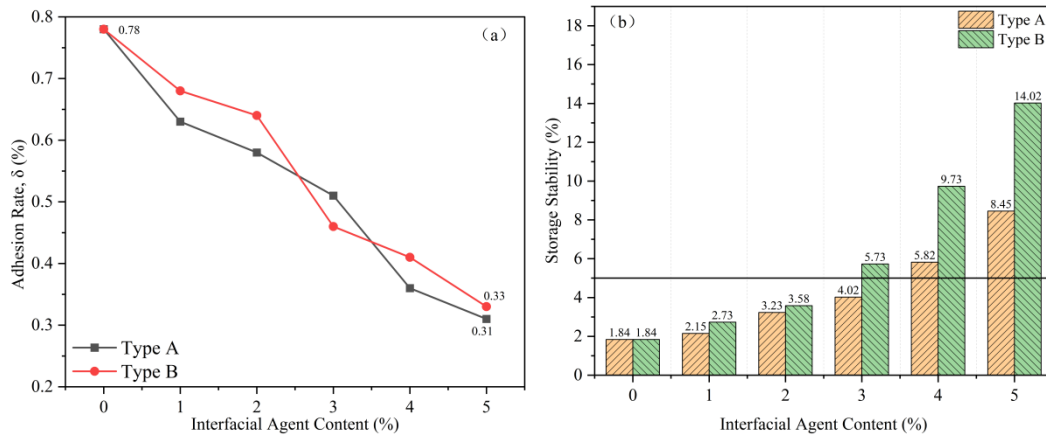 0.8
0.7
0.6
0.5
0.4
0.3
0.2
Adhesion Rate, δ (%)
（a）
0.78
0.33
0.31
Type A
Type B
0 1 2 3 4 5
Interfacial Agent Content (%)
18
16
14
12
10
8
6
4
2
0
Storage Stability (%)
（b）
Type A
Type B
1.84 1.84
2.15 2.73
3.23 3.58
4.02 5.73
5.82 9.73
8.45 14.02
0 1 2 3 4 5
Interfacial Agent Content (%)